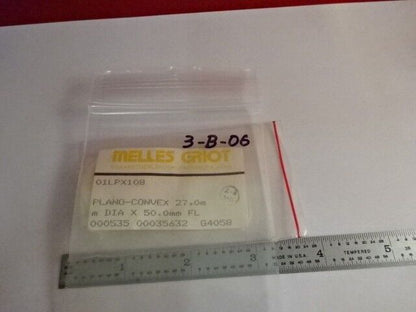 3-B-06
MELLES GRIOT
01LPX108
PLANO-CONVEX 27.0m
m DIA X 50.0mm FL
000535 00035632 G4058
1 2 3 4 5
MADE IN U.S.A. TEMPERED